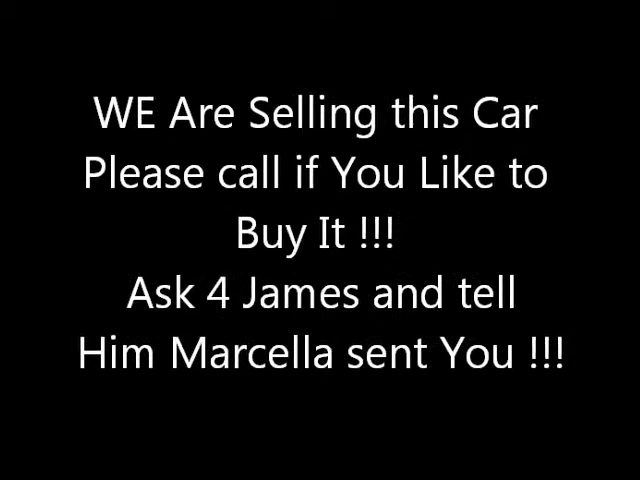 WE Are Selling this Car
Please call if You Like to
Buy It !!!
Ask 4 James and tell
Him Marcella sent You !!!